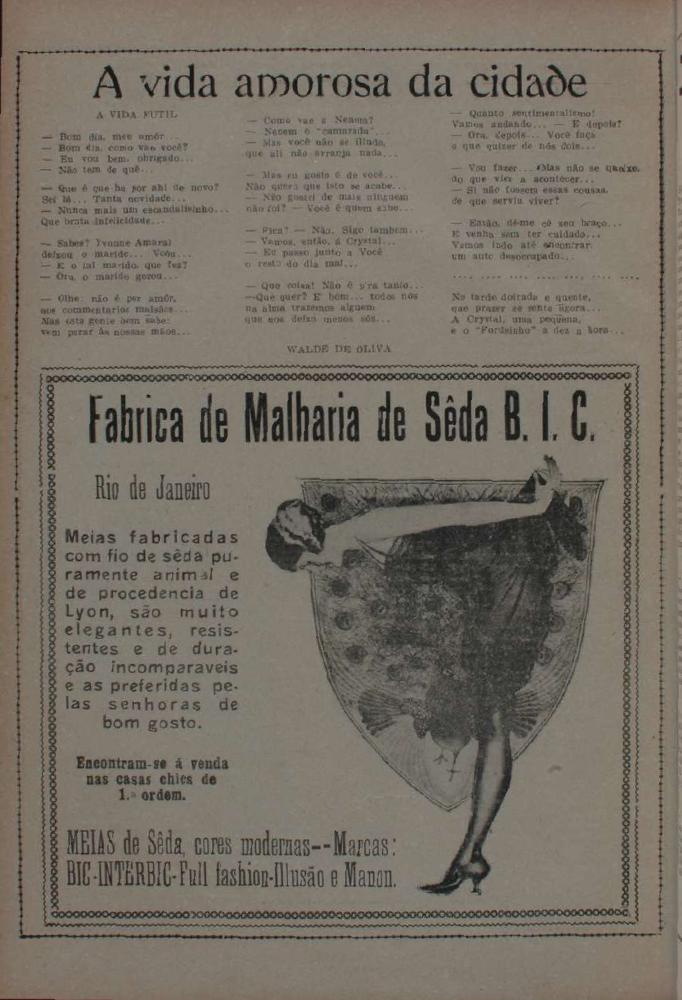 A vida amorosa da cidade
A VIDA FUTIL
— Bom dia, meu amôr...
— Bom dia, como vae você?
— Eu vou bem, obrigado...
— Não tem de quê...
— Que é que ha por ahi de novo?
Sei lá... Tanta novidade...
— Nunca mais um escandalisinho...
Que bruta infelicidade...
— Sabes? Yvonne Amaral
deixou o marido... Vôou...
— E o tal marido, que fez?
— Ora, o marido gozou...
— Olhe: não é por amôr,
aos commentarios malsãos...
Mas esta gente bem sabe:
vem parar ás nossas mãos...
— Como vae a Nenem?
— Nenem é "camarada"...
— Mas você não se illuda,
que alli não arranja nada...
— Mas eu gosto é de você...
Não quero que isto se acabe...
— Não gostei de mais ninguem
não foi? — Você é quem sabe...
— Fica? — Não. Sigo tambem...
— Vamos, então, á Crystal...
— Eu passo junto a Você
o resto do dia mal...
— Que coisa! Não é p'ra tanto...
—Que quer? E' bom... todos nós
na alma trazemos alguem
que nos deixa menos sós...
— Quanto sentimentalismo!
Vamos andando... — E depois?
— Ora, depois... Você faça
o que quizer de nós dois...
— Vou fazer... Mas não se queixe,
do que vier a acontecer...
— Si não fossem essas cousas,
de que serviu viver?
— Então, dê-me cá seu braço...
E venha sem ter cuidado...
Vamos indo até encontrar
um auto desoccupado...
.... .... .... .... .... .... ....
Na tarde doirada e quente,
que prazer se sente agora...
A Crystal, uma pequena,
e o "Fordsinho" a dez a hora...
WALDE DE OLIVA
Fabrica de Malharia de Sêda B. I. C.
Rio de Janeiro
Meias fabricadas
com fio de sêda pu-
ramente animal e
de procedencia de
Lyon, são muito
elegantes, resis-
tentes e de dura-
ção incomparaveis
e as preferidas pe-
las senhoras de
bom gosto.
Encontram-se á venda
nas casas chics de
1.ª ordem.
MEIAS de Sêda, cores modernas--Marcas:
BIC-INTERBIC-Full fashion-Illusão e Manon.